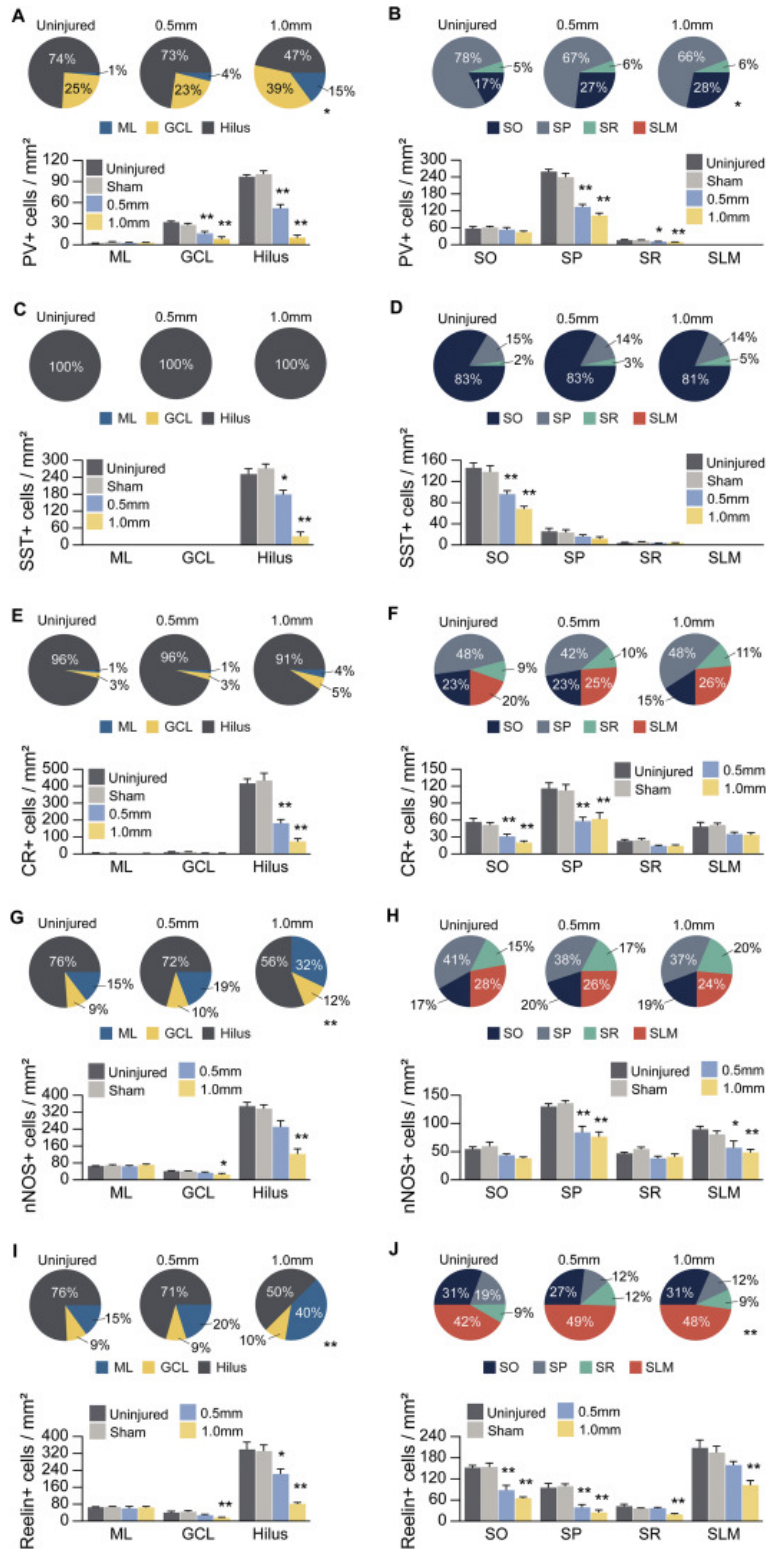 A
Uninjured 0.5mm 1.0mm
74% 1% 25%
73% 4% 23%
47% 15% 39%
*
ML GCL Hilus
PV+ cells / mm²
120
90
60
30
0
Uninjured
Sham
0.5mm
1.0mm
** ** ** **
ML GCL Hilus
B
Uninjured 0.5mm 1.0mm
78% 5% 17%
67% 6% 27%
66% 6% 28%
*
SO SP SR SLM
PV+ cells / mm²
300
240
180
120
60
0
Uninjured
Sham
0.5mm
1.0mm
** ** * **
SO SP SR SLM
C
Uninjured 0.5mm 1.0mm
100% 100% 100%
ML GCL Hilus
SST+ cells / mm²
300
240
180
120
60
0
Uninjured
Sham
0.5mm
1.0mm
* **
ML GCL Hilus
D
Uninjured 0.5mm 1.0mm
15% 2% 83%
14% 3% 83%
14% 5% 81%
SO SP SR SLM
SST+ cells / mm²
160
120
80
40
0
Uninjured
Sham
0.5mm
1.0mm
** **
SO SP SR SLM
E
Uninjured 0.5mm 1.0mm
96% 1% 3%
96% 1% 3%
91% 4% 5%
ML GCL Hilus
CR+ cells / mm²
500
400
300
200
100
0
Uninjured
Sham
0.5mm
1.0mm
** **
ML GCL Hilus
F
Uninjured 0.5mm 1.0mm
48% 9% 23% 20%
42% 10% 23% 25%
48% 11% 15% 26%
SO SP SR SLM
CR+ cells / mm²
150
120
90
60
30
0
Uninjured 0.5mm
Sham 1.0mm
** ** ** **
SO SP SR SLM
G
Uninjured 0.5mm 1.0mm
76% 15% 9%
72% 19% 10%
56% 32% 12%
**
ML GCL Hilus
nNOS+ cells / mm²
400
320
240
160
80
0
Uninjured 0.5mm
Sham 1.0mm
* **
ML GCL Hilus
H
Uninjured 0.5mm 1.0mm
41% 15% 17% 28%
38% 17% 20% 26%
37% 20% 19% 24%
SO SP SR SLM
nNOS+ cells / mm²
150
100
50
0
Uninjured 0.5mm
Sham 1.0mm
** ** * **
SO SP SR SLM
I
Uninjured 0.5mm 1.0mm
76% 15% 9%
71% 20% 9%
50% 40% 10%
**
ML GCL Hilus
Reelin+ cells / mm²
400
320
240
160
80
0
Uninjured 0.5mm
Sham 1.0mm
** * **
ML GCL Hilus
J
Uninjured 0.5mm 1.0mm
31% 19% 9% 42%
27% 12% 12% 49%
31% 12% 9% 48%
**
SO SP SR SLM
Reelin+ cells / mm²
240
180
120
60
0
Uninjured 0.5mm
Sham 1.0mm
** ** ** ** ** **
SO SP SR SLM